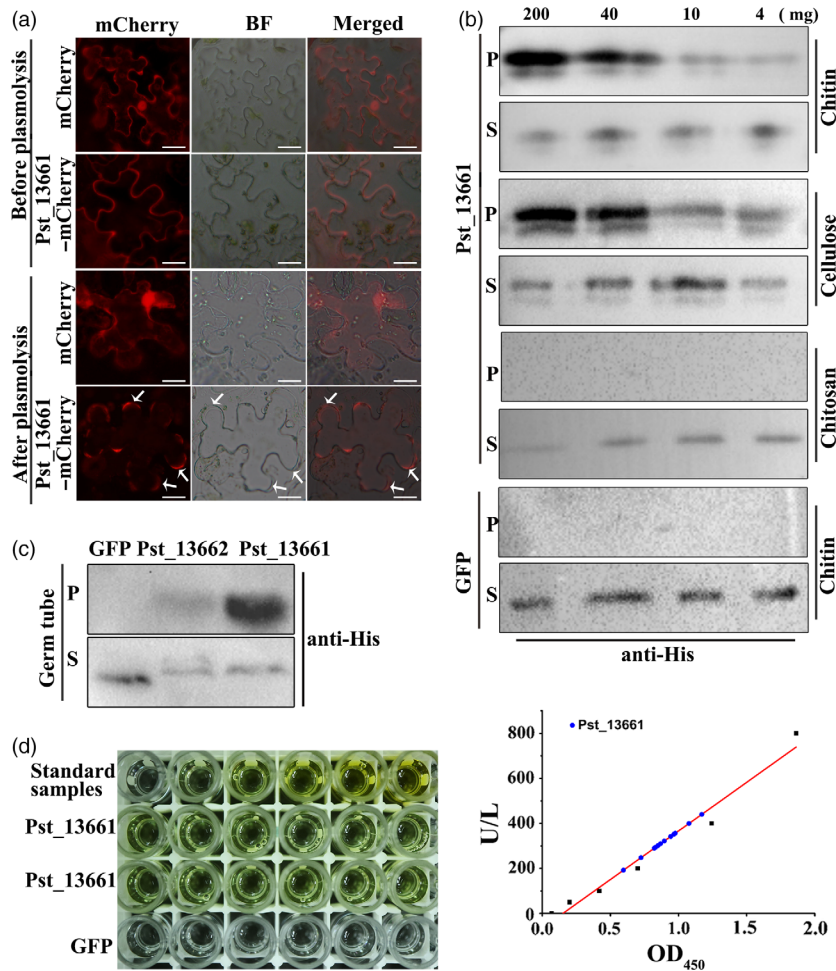 (a)
mCherry BF Merged
Before plasmolysis
mCherry
Pst_13661
–mCherry
After plasmolysis
mCherry
Pst_13661
–mCherry
(b)
200 40 10 4 ( mg)
Pst_13661
P
S
Chitin
P
S
Cellulose
P
S
Chitosan
GFP
P
S
Chitin
anti-His
(c)
GFP Pst_13662 Pst_13661
Germ tube
P
S
anti-His
(d)
Standard
samples
Pst_13661
Pst_13661
GFP
Pst_13661
U/L
800
600
400
200
0
0.0 0.5 1.0 1.5 2.0
OD450